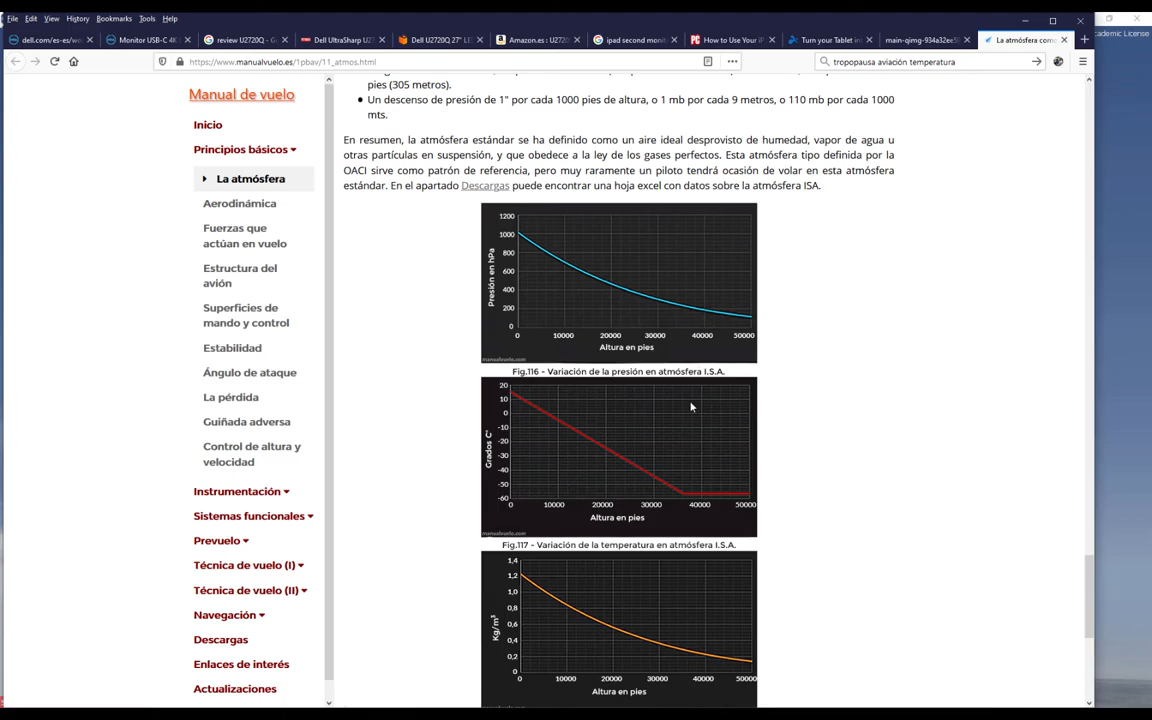 File Edit View History Bookmarks Tools Help
dell.com/es-es/wo
Monitor USB-C 4K
review U2720Q - G
Dell UltraSharp U2
Dell U2720Q 27" LE
Amazon.es : U2720
ipad second moni
How to Use Your iP
Turn your Tablet in
main-qimg-934a32ee5
La atmósfera como
ademic License
https://www.manualvuelo.es/1pbav/11_atmos.html
tropopausa aviación temperatura
Manual de vuelo
Inicio
Principios básicos
La atmósfera
Aerodinámica
Fuerzas que
actúan en vuelo
Estructura del
avión
Superficies de
mando y control
Estabilidad
Ángulo de ataque
La pérdida
Guiñada adversa
Control de altura y
velocidad
Instrumentación
Sistemas funcionales
Prevuelo
Técnica de vuelo (I)
Técnica de vuelo (II)
Navegación
Descargas
Enlaces de interés
Actualizaciones
pies (305 metros).
Un descenso de presión de 1" por cada 1000 pies de altura, o 1 mb por cada 9 metros, o 110 mb por cada 1000
mts.
En resumen, la atmósfera estándar se ha definido como un aire ideal desprovisto de humedad, vapor de agua u
otras partículas en suspensión, y que obedece a la ley de los gases perfectos. Esta atmósfera tipo definida por la
OACI sirve como patrón de referencia, pero muy raramente un piloto tendrá ocasión de volar en esta atmósfera
estándar. En el apartado Descargas puede encontrar una hoja excel con datos sobre la atmósfera ISA.
Presión en hPa
1200
1000
800
600
400
200
0
0 10000 20000 30000 40000 50000
Altura en pies
manualvuelo.com
Fig.116 - Variación de la presión en atmósfera I.S.A.
Grados Cº
20
10
0
-10
-20
-30
-40
-50
-60
0 10000 20000 30000 40000 50000
Altura en pies
manualvuelo.com
Fig.117 - Variación de la temperatura en atmósfera I.S.A.
Kg/m³
1,4
1,2
1,0
0,8
0,6
0,4
0,2
0
0 10000 20000 30000 40000 50000
Altura en pies